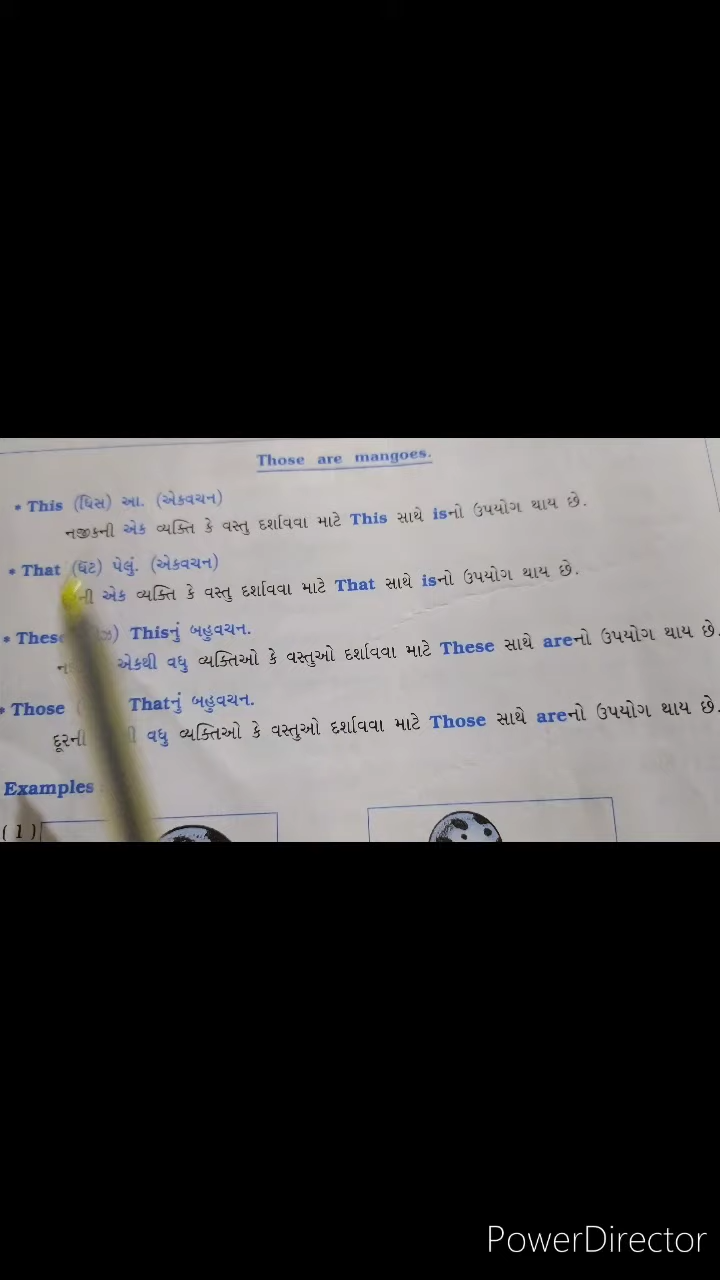 Those are mangoes.
• This (ધિસ) આ. (એકવચન)
નજીકની એક વ્યક્તિ કે વસ્તુ દર્શાવવા માટે This સાથે isનો ઉપયોગ થાય છે.
• That (ધૅટ) પેલું. (એકવચન)
એક વ્યક્તિ કે વસ્તુ દર્શાવવા માટે That સાથે isનો ઉપયોગ થાય છે.
• Thisનું બહુવચન.
એકથી વધુ વ્યક્તિઓ કે વસ્તુઓ દર્શાવવા માટે These સાથે areનો ઉપયોગ થાય છે.
• Those Thatનું બહુવચન.
દૂરની વધુ વ્યક્તિઓ કે વસ્તુઓ દર્શાવવા માટે Those સાથે areનો ઉપયોગ થાય છે.
Examples
(1)
PowerDirector